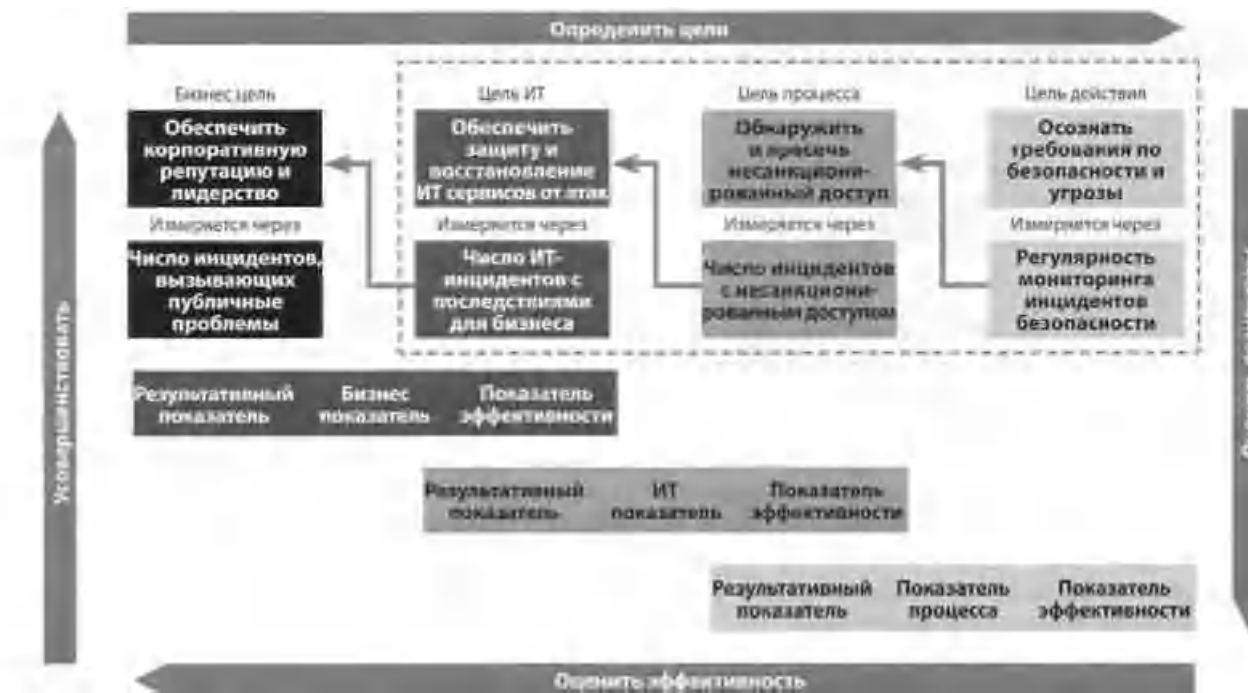 Определить цели
Бизнес цель
Цель ИТ
Цель процесса
Цель действия
Обеспечить
корпоративную
репутацию и
лидерство
Обеспечить
защиту и
восстановление
ИТ сервисов от атак
Обнаружить
и пресечь
несанкциони-
рованный доступ
Осознать
требования по
безопасности и
угрозы
Измеряется через
Измеряется через
Измеряется через
Измеряется через
Число инцидентов,
вызывающих
публичные
проблемы
Число ИТ-
инцидентов с
последствиями
для бизнеса
Число инцидентов
с несанкциони-
рованным доступом
Регулярность
мониторинга
инцидентов
безопасности
Усовершенствовать
Результативный
показатель
Бизнес
показатель
Показатель
эффективности
Результативный
показатель
ИТ
показатель
Показатель
эффективности
Результативный
показатель
Показатель
процесса
Показатель
эффективности
Оценить эффективность